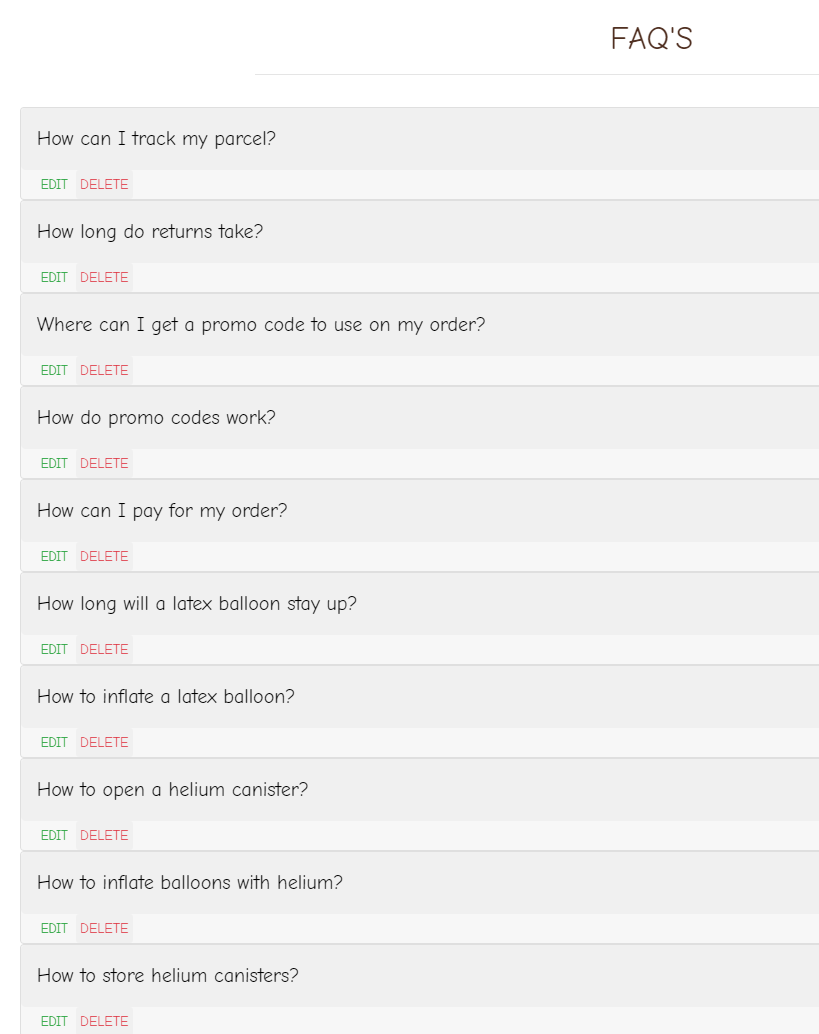 FAQ'S
How can I track my parcel?
EDIT DELETE
How long do returns take?
EDIT DELETE
Where can I get a promo code to use on my order?
EDIT DELETE
How do promo codes work?
EDIT DELETE
How can I pay for my order?
EDIT DELETE
How long will a latex balloon stay up?
EDIT DELETE
How to inflate a latex balloon?
EDIT DELETE
How to open a helium canister?
EDIT DELETE
How to inflate balloons with helium?
EDIT DELETE
How to store helium canisters?
EDIT DELETE